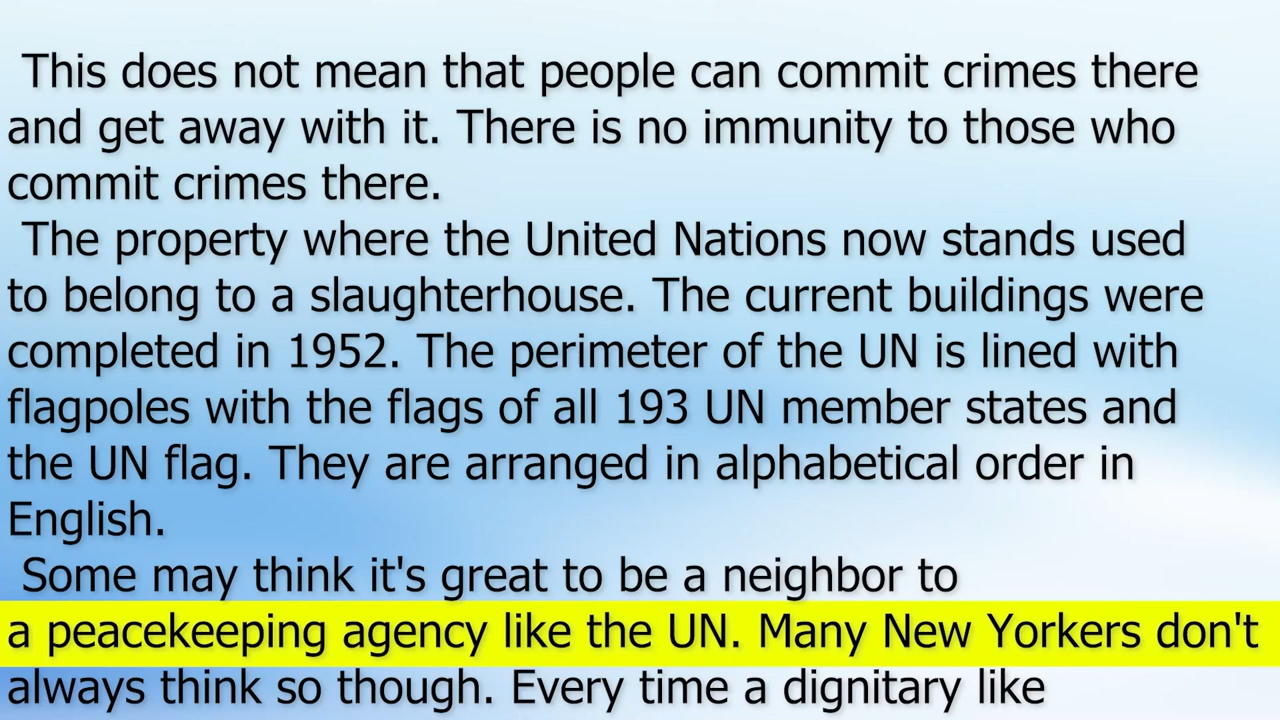 This does not mean that people can commit crimes there
and get away with it. There is no immunity to those who
commit crimes there.
The property where the United Nations now stands used
to belong to a slaughterhouse. The current buildings were
completed in 1952. The perimeter of the UN is lined with
flagpoles with the flags of all 193 UN member states and
the UN flag. They are arranged in alphabetical order in
English.
Some may think it's great to be a neighbor to
a peacekeeping agency like the UN. Many New Yorkers don't
always think so though. Every time a dignitary like